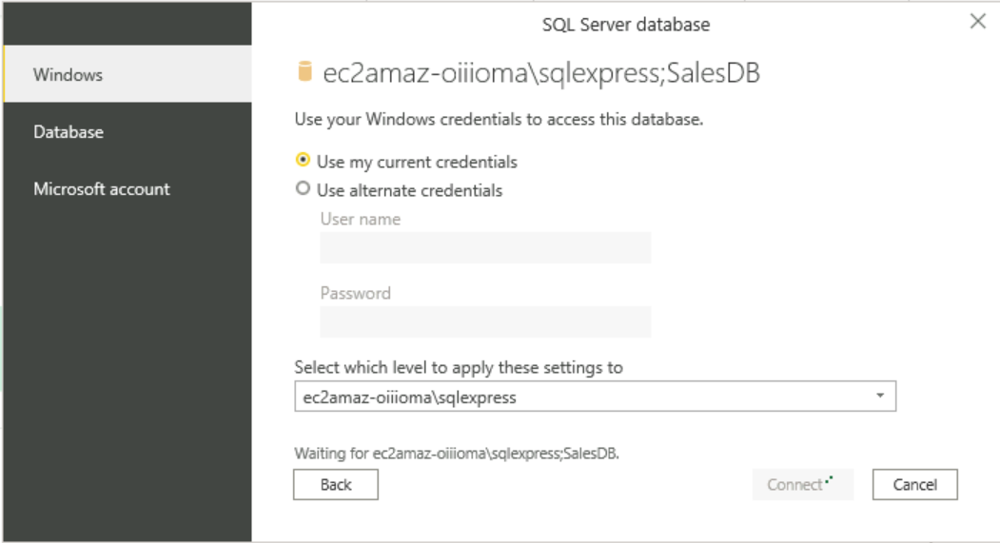 SQL Server database
Windows
Database
Microsoft account
ec2amaz-oiiioma\sqlexpress;SalesDB
Use your Windows credentials to access this database.
Use my current credentials
Use alternate credentials
User name
Password
Select which level to apply these settings to
ec2amaz-oiiioma\sqlexpress
Waiting for ec2amaz-oiiioma\sqlexpress;SalesDB.
Back
Connect
Cancel